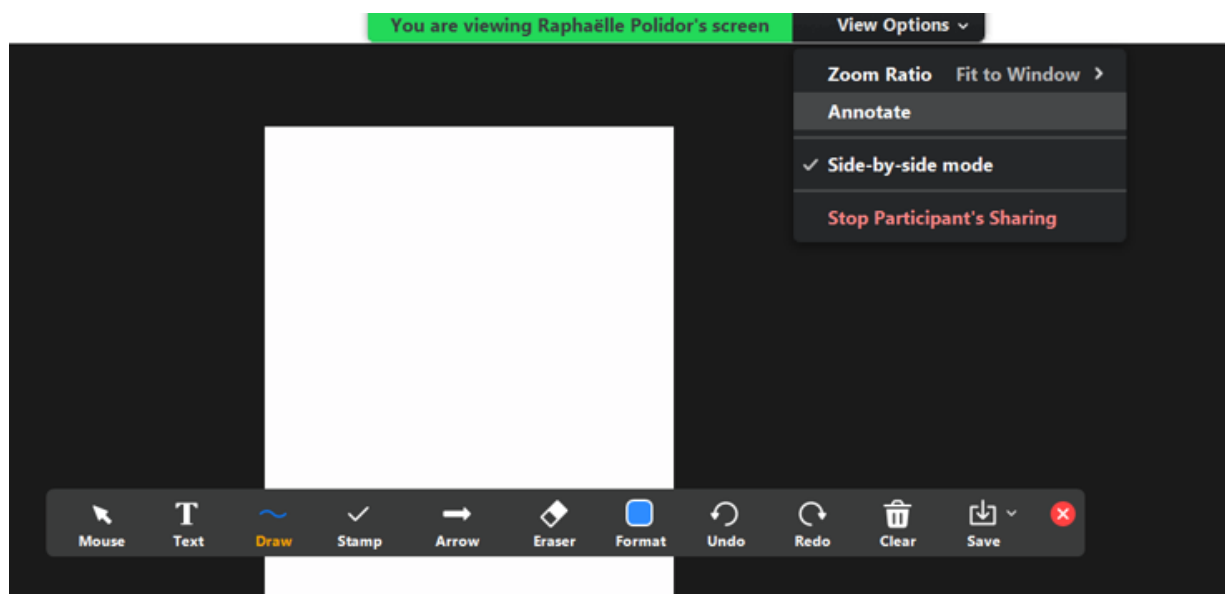 You are viewing Raphaëlle Polidor's screen View Options
Zoom Ratio Fit to Window
Annotate
Side-by-side mode
Stop Participant's Sharing
Mouse Text Draw Stamp Arrow Eraser Format Undo Redo Clear Save